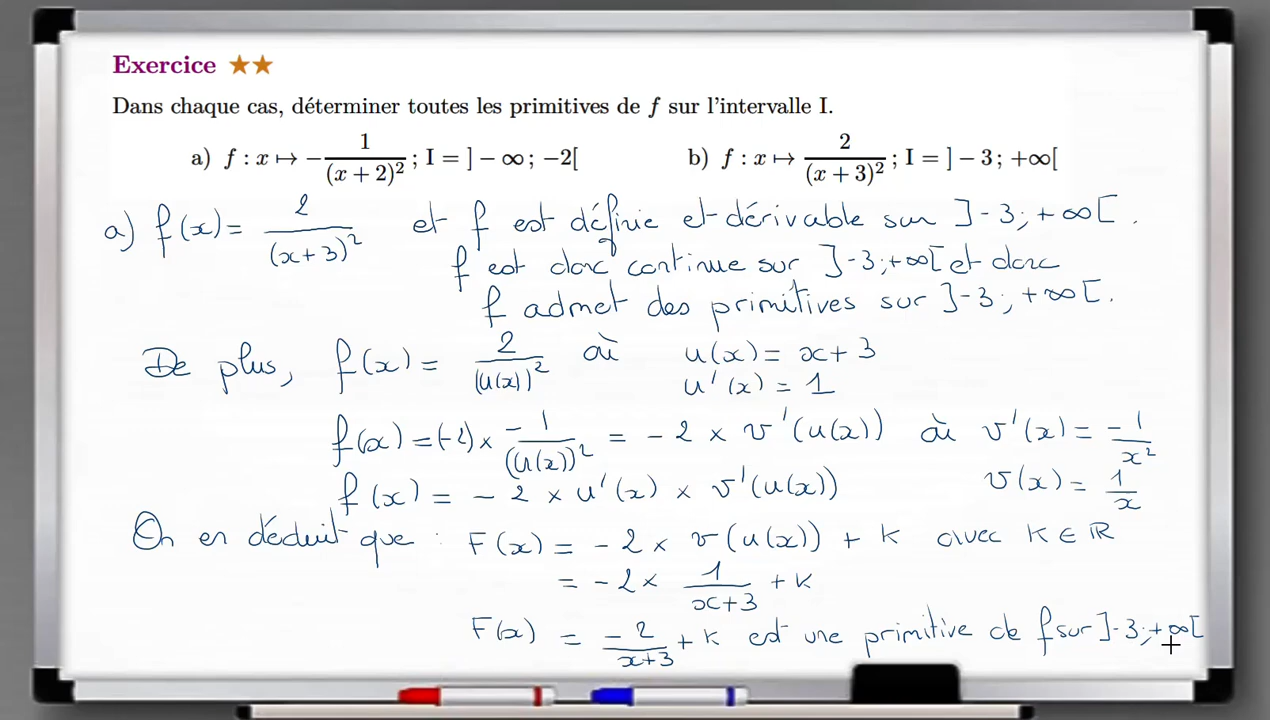 Exercice ★★
Dans chaque cas, déterminer toutes les primitives de f sur l'intervalle I.
a) f : x ↦ −1/(x + 2)² ; I = ] − ∞ ; −2[ b) f : x ↦ 2/(x + 3)² ; I = ] − 3 ; +∞[
a) f(x) = 2/(x+3)² et f est définie et dérivable sur ]-3; +∞[.
f est donc continue sur ]-3; +∞[ et donc
f admet des primitives sur ]-3; +∞[.
De plus, f(x) = 2/(u(x))² où u(x) = x + 3
u'(x) = 1
f(x) = (-2) × -1/(u(x))² = -2 × v'(u(x)) où v'(x) = -1/x²
f(x) = -2 × u'(x) × v'(u(x)) v(x) = 1/x
On en déduit que : F(x) = -2 × v(u(x)) + k avec k ∈ ℝ
= -2 × 1/(x+3) + k
F(x) = -2/(x+3) + k est une primitive de f sur ]-3; +∞[